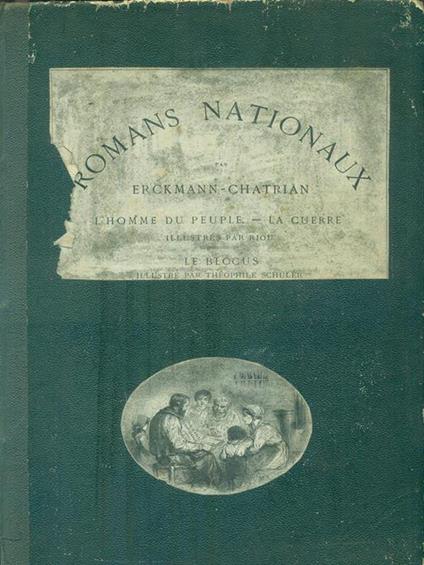 ROMANS NATIONAUX
PAR
ERCKMANN-CHATRIAN
L'HOMME DU PEUPLE. — LA GUERRE
ILLUSTRÉS PAR RIOU
LE BLOCUS
ILLUSTRÉ PAR THÉOPHILE SCHULER